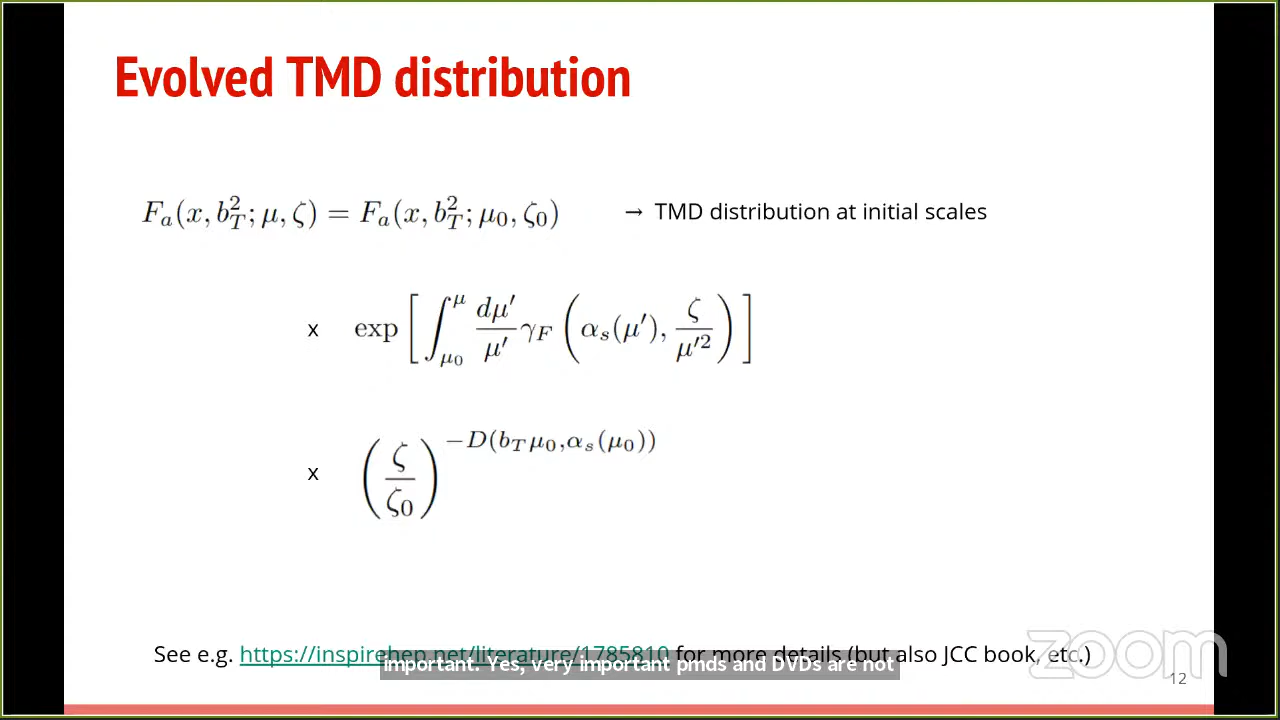 Evolved TMD distribution
F_a(x, b_T^2; μ, ζ) = F_a(x, b_T^2; μ_0, ζ_0) → TMD distribution at initial scales
x exp [ ∫_{μ_0}^{μ} dμ′/μ′ γ_F ( α_s(μ′), ζ/μ′^2 ) ]
x ( ζ/ζ_0 )^{−D(b_T μ_0, α_s(μ_0))}
See e.g. https://inspirehep.net/literature/1785810 for more details (but also JCC book, etc.)
important. Yes, very important pmds and DVDs are not
zoom
12